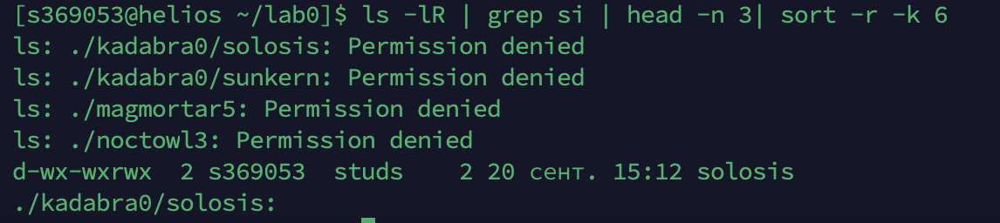 [s369053@helios ~/lab0]$ ls -lR | grep si | head -n 3| sort -r -k 6
ls: ./kadabra0/solosis: Permission denied
ls: ./kadabra0/sunkern: Permission denied
ls: ./magmortar5: Permission denied
ls: ./noctowl3: Permission denied
d-wx-wxrwx  2 s369053  studs    2 20 сент. 15:12 solosis
./kadabra0/solosis: